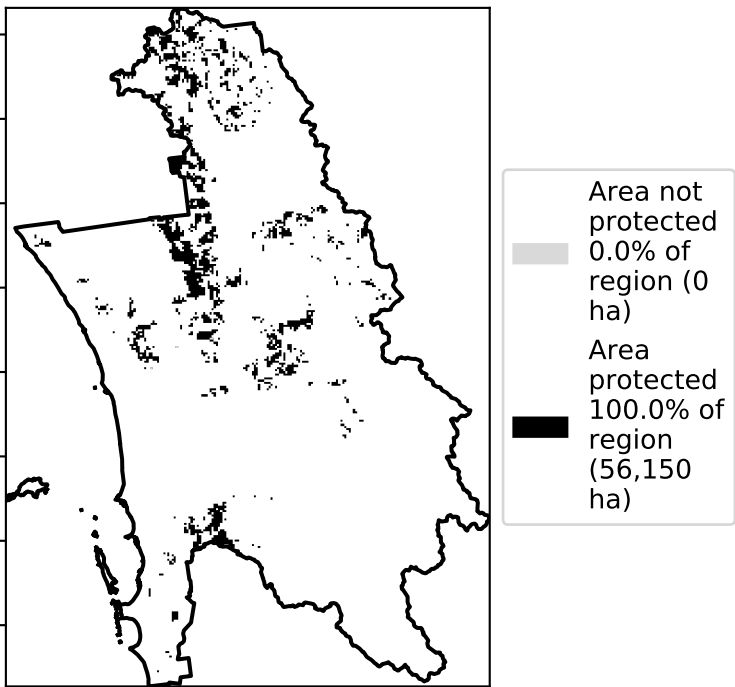 Area not
protected
0.0% of
region (0
ha)
Area
protected
100.0% of
region
(56,150
ha)